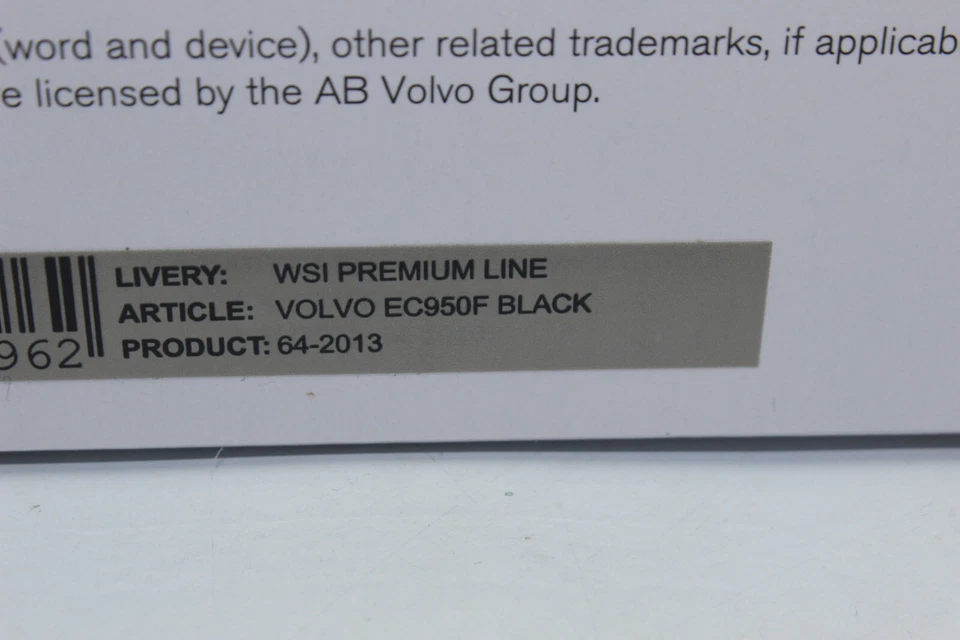 (word and device), other related trademarks, if applicab
e licensed by the AB Volvo Group.
LIVERY: WSI PREMIUM LINE
ARTICLE: VOLVO EC950F BLACK
PRODUCT: 64-2013
962